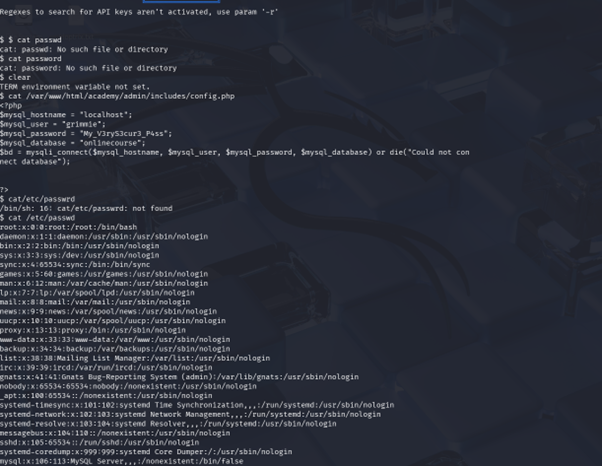 Regexes to search for API keys aren't activated, use param '-r'
$ $ cat passwd
cat: passwd: No such file or directory
$ cat password
cat: password: No such file or directory
$ clear
TERM environment variable not set.
$ cat /var/www/html/academy/admin/includes/config.php
<?php
$mysql_hostname = "localhost";
$mysql_user = "grimmie";
$mysql_password = "My_V3ryS3cur3_P4ss";
$mysql_database = "onlinecourse";
$bd = mysqli_connect($mysql_hostname, $mysql_user, $mysql_password, $mysql_database) or die("Could not con
nect database");
?>
$ cat/etc/passwrd
/bin/sh: 16: cat/etc/passwrd: not found
$ cat /etc/passwd
root:x:0:0:root:/root:/bin/bash
daemon:x:1:1:daemon:/usr/sbin:/usr/sbin/nologin
bin:x:2:2:bin:/bin:/usr/sbin/nologin
sys:x:3:3:sys:/dev:/usr/sbin/nologin
sync:x:4:65534:sync:/bin:/bin/sync
games:x:5:60:games:/usr/games:/usr/sbin/nologin
man:x:6:12:man:/var/cache/man:/usr/sbin/nologin
lp:x:7:7:lp:/var/spool/lpd:/usr/sbin/nologin
mail:x:8:8:mail:/var/mail:/usr/sbin/nologin
news:x:9:9:news:/var/spool/news:/usr/sbin/nologin
uucp:x:10:10:uucp:/var/spool/uucp:/usr/sbin/nologin
proxy:x:13:13:proxy:/bin:/usr/sbin/nologin
www-data:x:33:33:www-data:/var/www:/usr/sbin/nologin
backup:x:34:34:backup:/var/backups:/usr/sbin/nologin
list:x:38:38:Mailing List Manager:/var/list:/usr/sbin/nologin
irc:x:39:39:ircd:/var/run/ircd:/usr/sbin/nologin
gnats:x:41:41:Gnats Bug-Reporting System (admin):/var/lib/gnats:/usr/sbin/nologin
nobody:x:65534:65534:nobody:/nonexistent:/usr/sbin/nologin
_apt:x:100:65534::/nonexistent:/usr/sbin/nologin
systemd-timesync:x:101:102:systemd Time Synchronization,,,:/run/systemd:/usr/sbin/nologin
systemd-network:x:102:103:systemd Network Management,,,:/run/systemd:/usr/sbin/nologin
systemd-resolve:x:103:104:systemd Resolver,,,:/run/systemd:/usr/sbin/nologin
messagebus:x:104:110::/nonexistent:/usr/sbin/nologin
sshd:x:105:65534::/run/sshd:/usr/sbin/nologin
systemd-coredump:x:999:999:systemd Core Dumper:/:/usr/sbin/nologin
mysql:x:106:113:MySQL Server,,,:/nonexistent:/bin/false